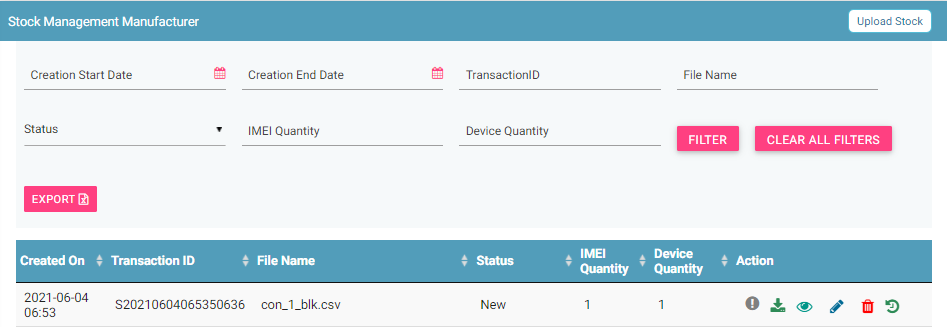 Stock Management Manufacturer
Upload Stock
Creation Start Date
Creation End Date
TransactionID
File Name
Status
IMEI Quantity
Device Quantity
FILTER
CLEAR ALL FILTERS
EXPORT
Created On
Transaction ID
File Name
Status
IMEI
Quantity
Device
Quantity
Action
2021-06-04
06:53
S20210604065350636
con_1_blk.csv
New
1
1